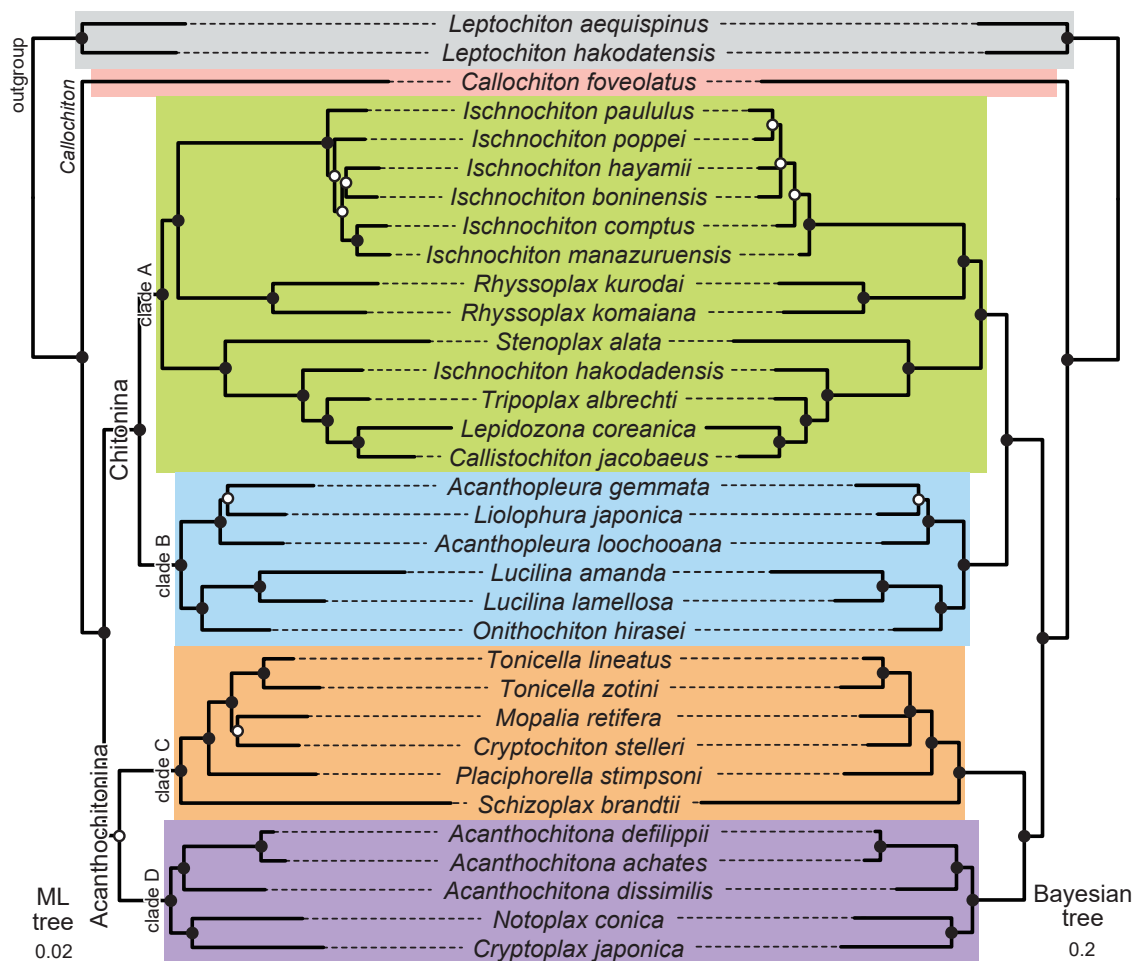 outgroup
Leptochiton aequispinus
Leptochiton hakodatensis
Callochiton
Callochiton foveolatus
clade A
Ischnochiton paululus
Ischnochiton poppei
Ischnochiton hayamii
Ischnochiton boninensis
Ischnochiton comptus
Ischnochiton manazuruensis
Rhyssoplax kurodai
Rhyssoplax komaiana
Stenoplax alata
Ischnochiton hakodadensis
Tripoplax albrechti
Lepidozona coreanica
Callistochiton jacobaeus
Chitonina
clade B
Acanthopleura gemmata
Liolophura japonica
Acanthopleura loochooana
Lucilina amanda
Lucilina lamellosa
Onithochiton hirasei
clade C
Tonicella lineatus
Tonicella zotini
Mopalia retifera
Cryptochiton stelleri
Placiphorella stimpsoni
Schizoplax brandtii
Acanthochitonina
clade D
Acanthochitona defilippii
Acanthochitona achates
Acanthochitona dissimilis
Notoplax conica
Cryptoplax japonica
ML
tree
0.02
Bayesian
tree
0.2